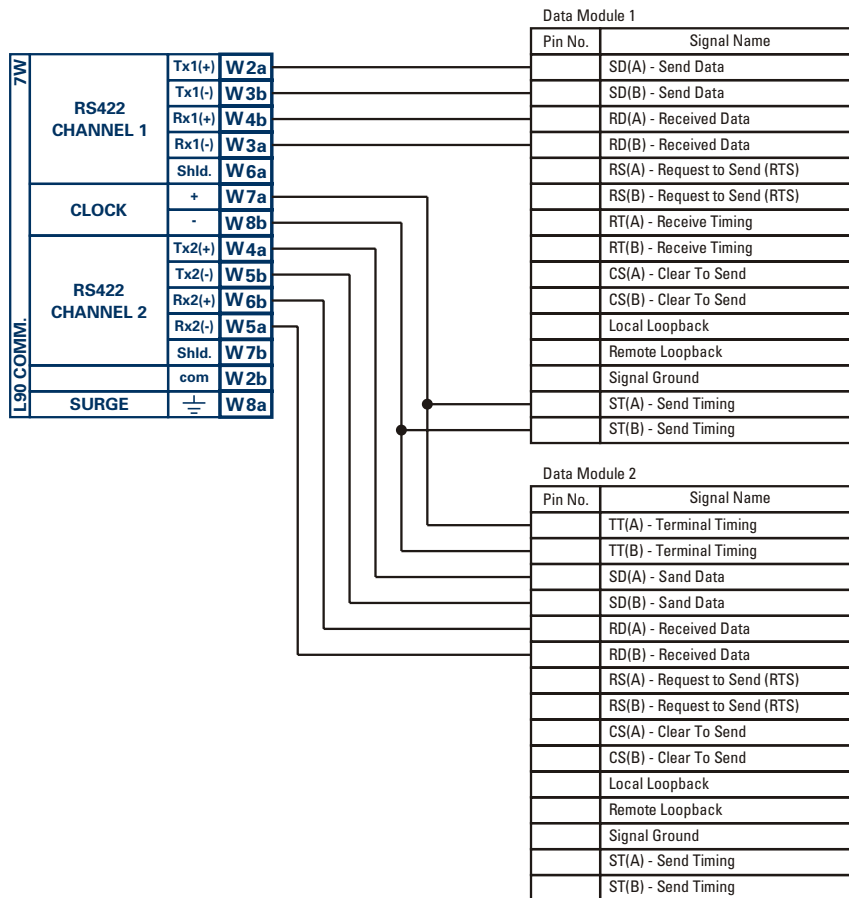 Data Module 1
Pin No. Signal Name
SD(A) - Send Data
SD(B) - Send Data
RD(A) - Received Data
RD(B) - Received Data
RS(A) - Request to Send (RTS)
RS(B) - Request to Send (RTS)
RT(A) - Receive Timing
RT(B) - Receive Timing
CS(A) - Clear To Send
CS(B) - Clear To Send
Local Loopback
Remote Loopback
Signal Ground
ST(A) - Send Timing
ST(B) - Send Timing
7W
L90 COMM.
RS422
CHANNEL 1
Tx1(+) W2a
Tx1(-) W3b
Rx1(+) W4b
Rx1(-) W3a
Shld. W6a
CLOCK
+ W7a
- W8b
RS422
CHANNEL 2
Tx2(+) W4a
Tx2(-) W5b
Rx2(+) W6b
Rx2(-) W5a
Shld. W7b
com W2b
SURGE W8a
Data Module 2
Pin No. Signal Name
TT(A) - Terminal Timing
TT(B) - Terminal Timing
SD(A) - Sand Data
SD(B) - Sand Data
RD(A) - Received Data
RD(B) - Received Data
RS(A) - Request to Send (RTS)
RS(B) - Request to Send (RTS)
CS(A) - Clear To Send
CS(B) - Clear To Send
Local Loopback
Remote Loopback
Signal Ground
ST(A) - Send Timing
ST(B) - Send Timing